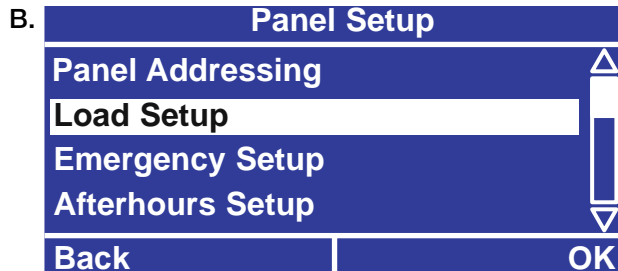 B. Panel Setup
Panel Addressing
Load Setup
Emergency Setup
Afterhours Setup
Back OK